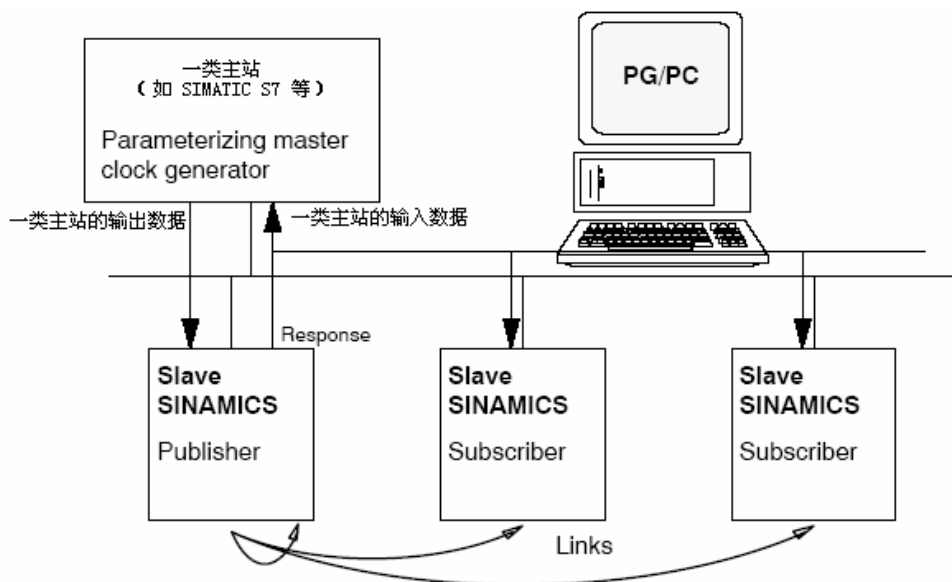 一类主站
（如 SIMATIC S7 等）
Parameterizing master
clock generator
PG/PC
一类主站的输出数据
一类主站的输入数据
Response
Slave
SINAMICS
Publisher
Slave
SINAMICS
Subscriber
Slave
SINAMICS
Subscriber
Links